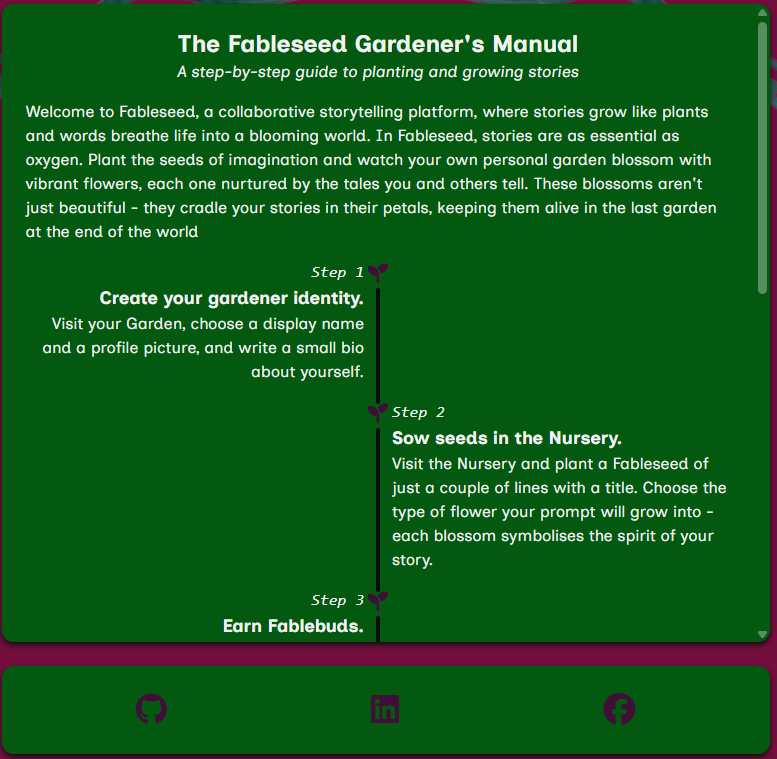 The Fableseed Gardener's Manual
A step-by-step guide to planting and growing stories
Welcome to Fableseed, a collaborative storytelling platform, where stories grow like plants
and words breathe life into a blooming world. In Fableseed, stories are as essential as
oxygen. Plant the seeds of imagination and watch your own personal garden blossom with
vibrant flowers, each one nurtured by the tales you and others tell. These blossoms aren't
just beautiful - they cradle your stories in their petals, keeping them alive in the last garden
at the end of the world
Step 1
Create your gardener identity.
Visit your Garden, choose a display name
and a profile picture, and write a small bio
about yourself.
Step 2
Sow seeds in the Nursery.
Visit the Nursery and plant a Fableseed of
just a couple of lines with a title. Choose the
type of flower your prompt will grow into -
each blossom symbolises the spirit of your
story.
Step 3
Earn Fablebuds.